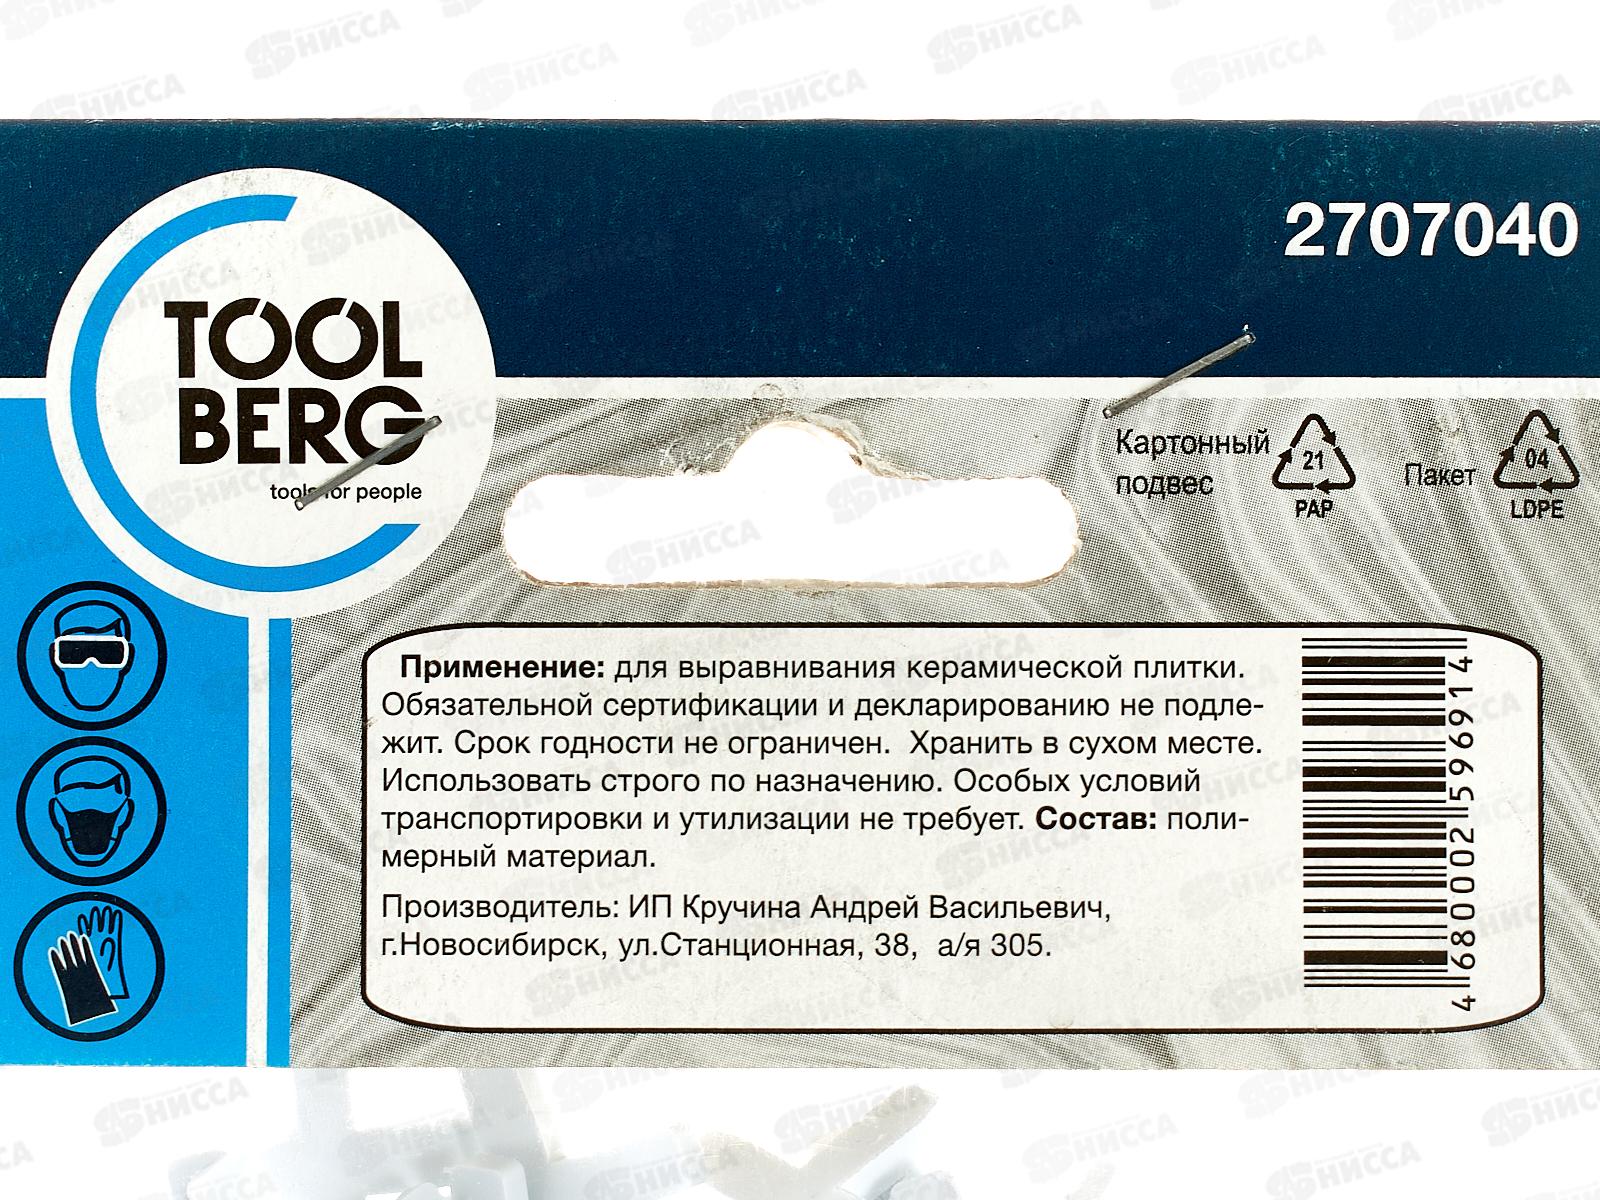 2707040
TOOL
BERG
tools for people
Картонный
подвес
21
PAP
Пакет
04
LDPE
Применение: для выравнивания керамической плитки.
Обязательной сертификации и декларированию не подле-
жит. Срок годности не ограничен. Хранить в сухом месте.
Использовать строго по назначению. Особых условий
транспортировки и утилизации не требует. Состав: поли-
мерный материал.
Производитель: ИП Кручина Андрей Васильевич,
г.Новосибирск, ул.Станционная, 38, а/я 305.
4 680002 596914
НИССА